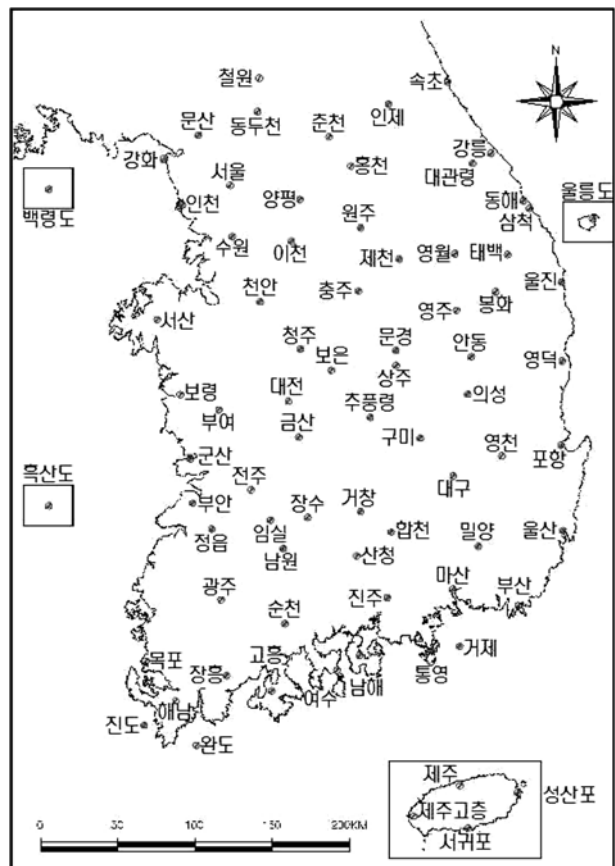 N
철원
속초
인제
동두천
문산
춘천
강릉
강화
홍천
대관령
서울
백령도
인천
양평
동해
울릉도
삼척
원주
수원
이천
제천
영월
태백
울진
천안
충주
봉화
영주
서산
청주
문경
안동
보은
영덕
상주
보령
대전
의성
추풍령
부여
금산
구미
영천
군산
포항
흑산도
전주
대구
부안
장수
거창
임실
합천
밀양
울산
정읍
남원
산청
마산
광주
진주
부산
순천
고흥
거제
목포
장흥
통영
남해
여수
해남
진도
완도
제주
성산포
제주고층
서귀포
0 50 100 150 200 KM